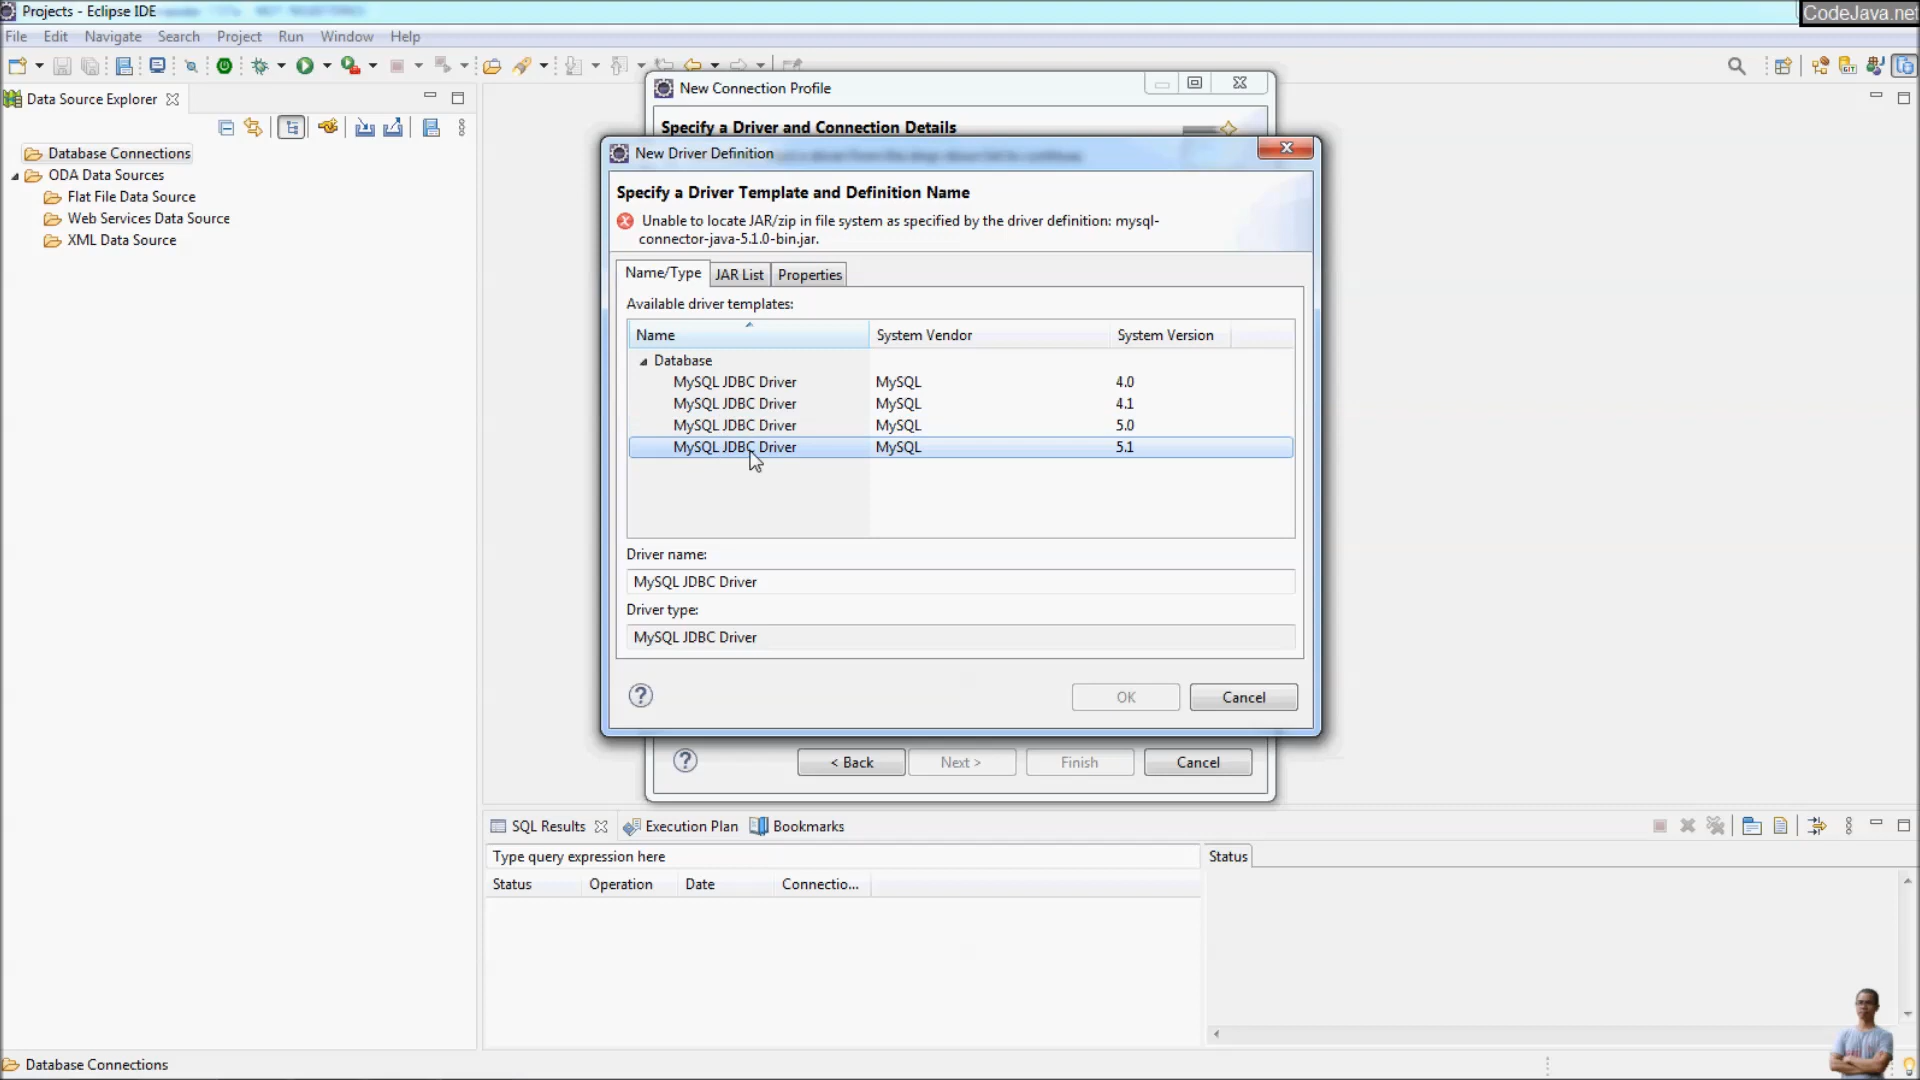 Projects - Eclipse IDE
CodeJava.net
File Edit Navigate Search Project Run Window Help
Data Source Explorer
Database Connections
ODA Data Sources
Flat File Data Source
Web Services Data Source
XML Data Source
New Connection Profile
Specify a Driver and Connection Details
New Driver Definition
Specify a Driver Template and Definition Name
Unable to locate JAR/zip in file system as specified by the driver definition: mysql-
connector-java-5.1.0-bin.jar.
Name/Type JAR List Properties
Available driver templates:
Name System Vendor System Version
Database
MySQL JDBC Driver MySQL 4.0
MySQL JDBC Driver MySQL 4.1
MySQL JDBC Driver MySQL 5.0
MySQL JDBC Driver MySQL 5.1
Driver name:
MySQL JDBC Driver
Driver type:
MySQL JDBC Driver
OK Cancel
< Back Next > Finish Cancel
SQL Results Execution Plan Bookmarks
Type query expression here
Status
Status Operation Date Connectio...
Database Connections